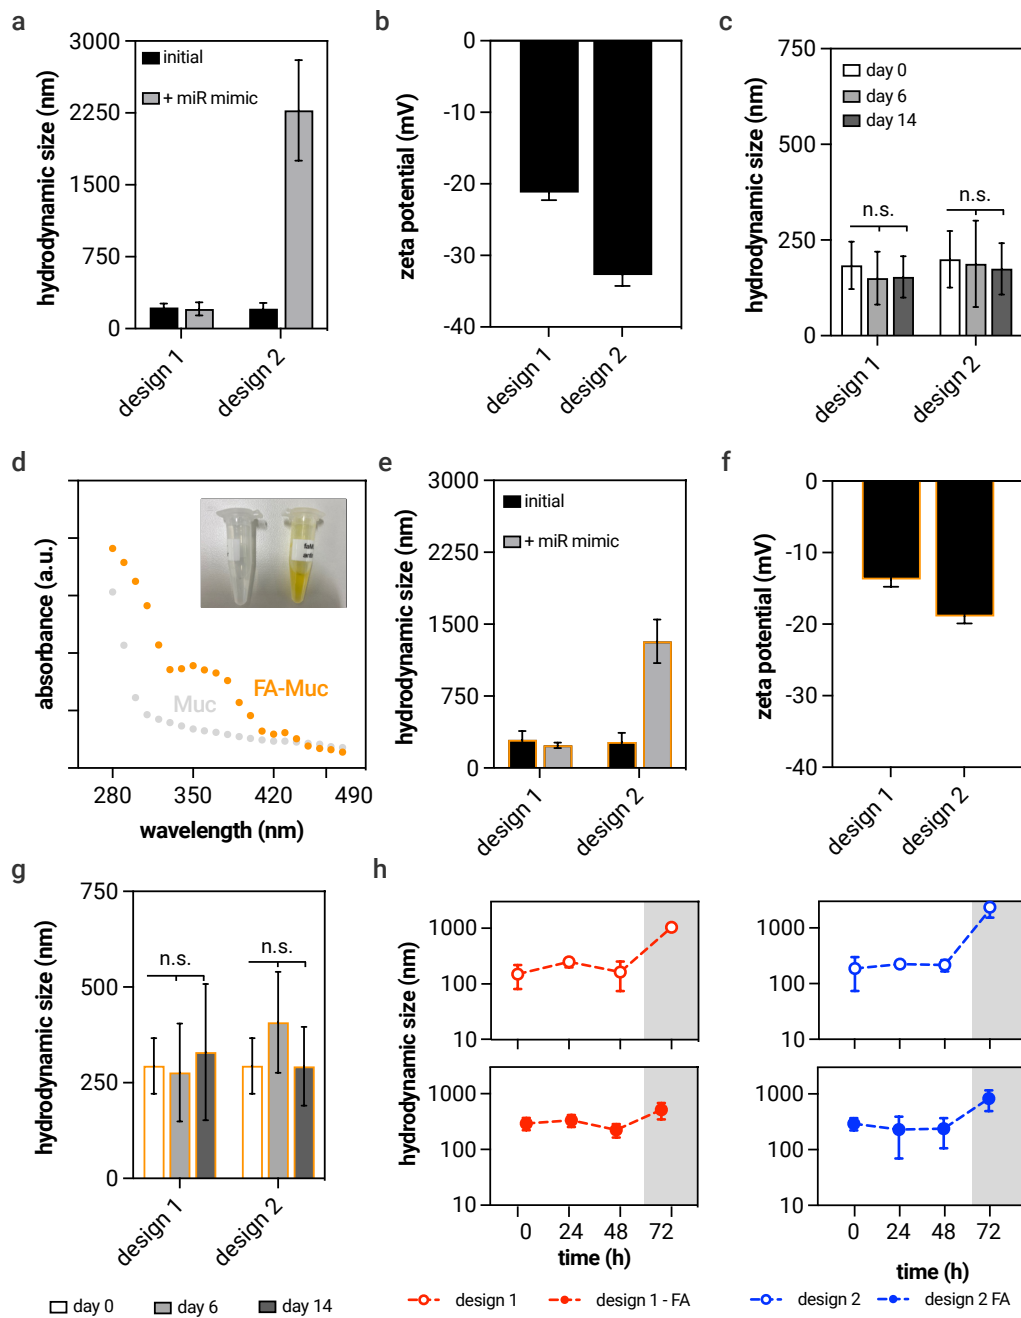 a
3000
2250
1500
750
0
hydrodynamic size (nm)
initial
+ miR mimic
design 1
design 2
b
0
-10
-20
-30
-40
zeta potential (mV)
design 1
design 2
c
750
500
250
0
hydrodynamic size (nm)
day 0
day 6
day 14
n.s.
n.s.
design 1
design 2
d
absorbance (a.u.)
FA-Muc
Muc
280
350
420
490
wavelength (nm)
e
3000
2250
1500
750
0
hydrodynamic size (nm)
initial
+ miR mimic
design 1
design 2
f
0
-10
-20
-30
-40
zeta potential (mV)
design 1
design 2
g
750
500
250
0
hydrodynamic size (nm)
n.s.
n.s.
design 1
design 2
day 0
day 6
day 14
h
hydrodynamic size (nm)
1000
100
10
1000
100
10
1000
100
10
0
24
48
72
time (h)
1000
100
10
0
24
48
72
time (h)
design 1
design 1 - FA
design 2
design 2 FA